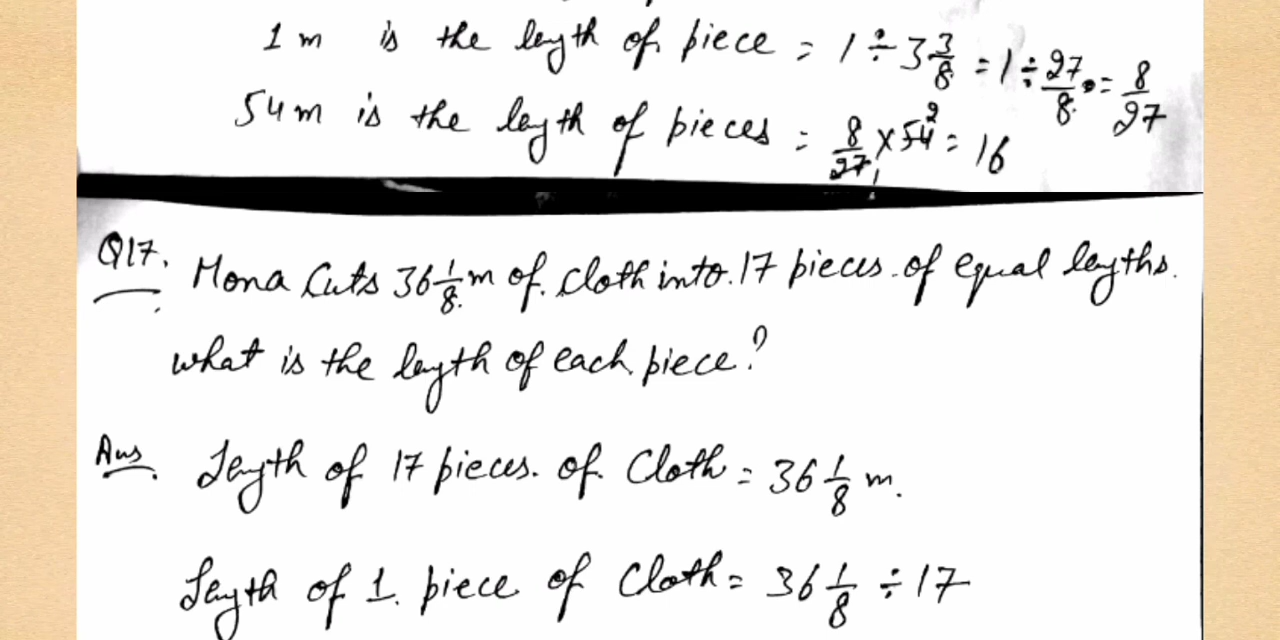 1 m is the length of piece = 1 ÷ 3 3/8 = 1 ÷ 27/8 = 8/27
54 m is the length of pieces = 8/27 × 54 = 16
Q17. Mona Cuts 36 1/8 m of cloth into 17 pieces of equal lengths.
what is the length of each piece?
Ans. Length of 17 pieces of Cloth = 36 1/8 m.
Length of 1 piece of Cloth = 36 1/8 ÷ 17